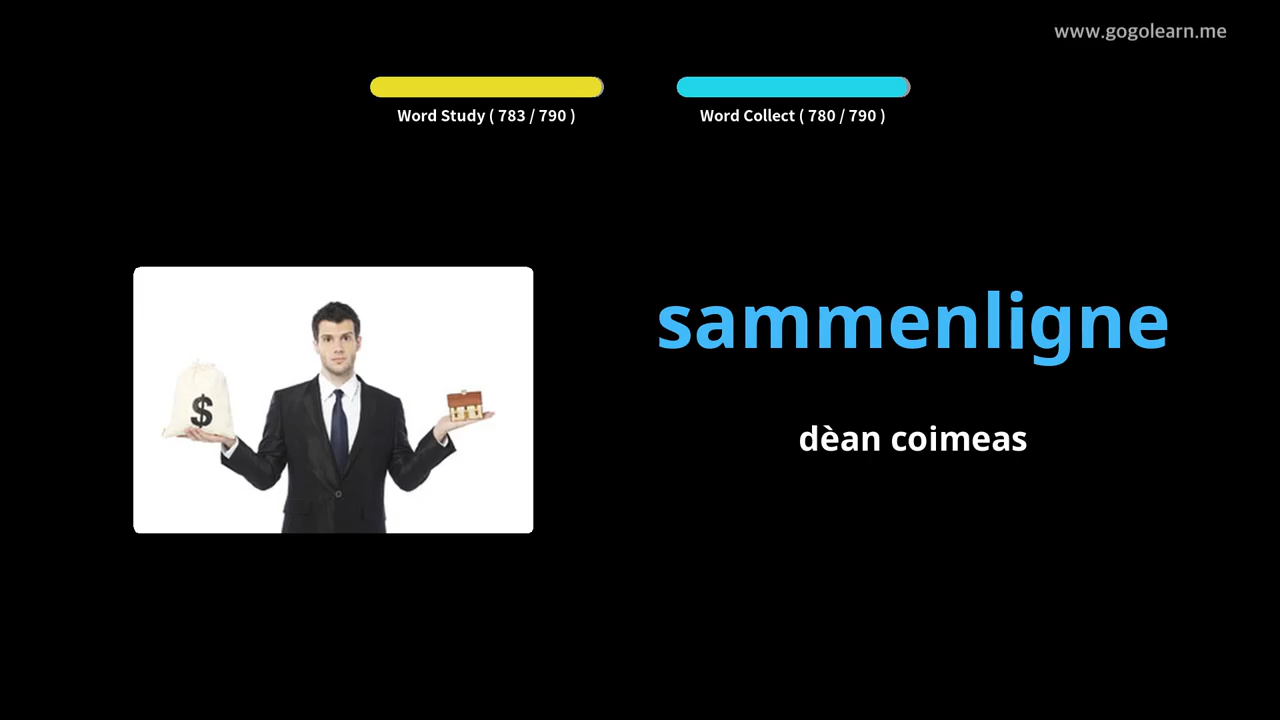 www.gogolearn.me
Word Study ( 783 / 790 )
Word Collect ( 780 / 790 )
sammenligne
$
dèan coimeas